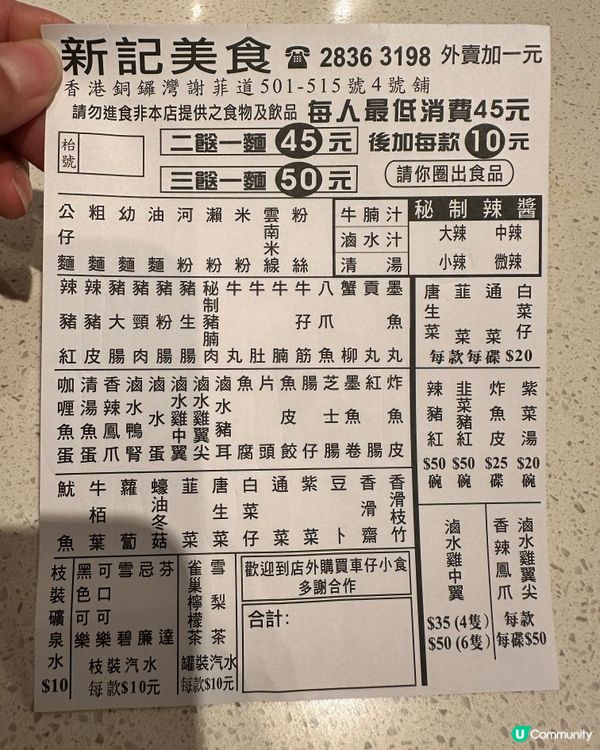 新記美食 ☎ 2836 3198 外賣加一元
香港銅鑼灣謝菲道501-515號4號舖
請勿進食非本店提供之食物及飲品 每人最低消費45元
枱號
二餸一麵 45 元 後加每款 10 元
三餸一麵 50 元 請你圈出食品
公仔麵
粗麵
幼麵
油麵
河粉
瀨粉
米粉
雲南米線
粉絲
牛腩汁
滷水汁
清湯
秘制辣醬
大辣 中辣
小辣 微辣
辣豬紅
辣豬皮
豬大腸
豬頸肉
豬粉腸
豬生腸
秘制豬腩肉
牛丸
牛肚
牛腩
牛孖筋
八爪魚
蟹柳
貢丸
墨魚丸
唐生菜
韮菜
通菜
白菜仔
每款每碟 $20
咖喱魚蛋
清湯魚蛋
香辣鳳爪
滷水鴨腎
滷水蛋
滷水雞中翼
滷水雞翼尖
滷水豬耳
魚腐
片頭
魚皮餃
腸仔
芝士腸
墨魚卷
紅腸
炸魚皮
辣豬紅 $50 碗
韭菜豬紅 $50 碗
炸魚皮 $25 碟
紫菜湯 $20 碗
魷魚
牛栢葉
蘿蔔
蠔油冬菇
韮菜
唐生菜
白菜仔
通菜
紫菜
豆卜
香滑齋
香滑枝竹
滷水雞中翼
$35 (4隻)
$50 (6隻)
香辣鳳爪
滷水雞翼尖
每款
每碟$50
枝裝礦泉水 $10
黑色可樂
可口可樂
雪碧
忌廉
芬達
枝裝汽水
每款$10元
雀巢檸檬茶
雪梨茶
罐裝汽水
每款$10元
歡迎到店外購買車仔小食
多謝合作
合計:
U Community